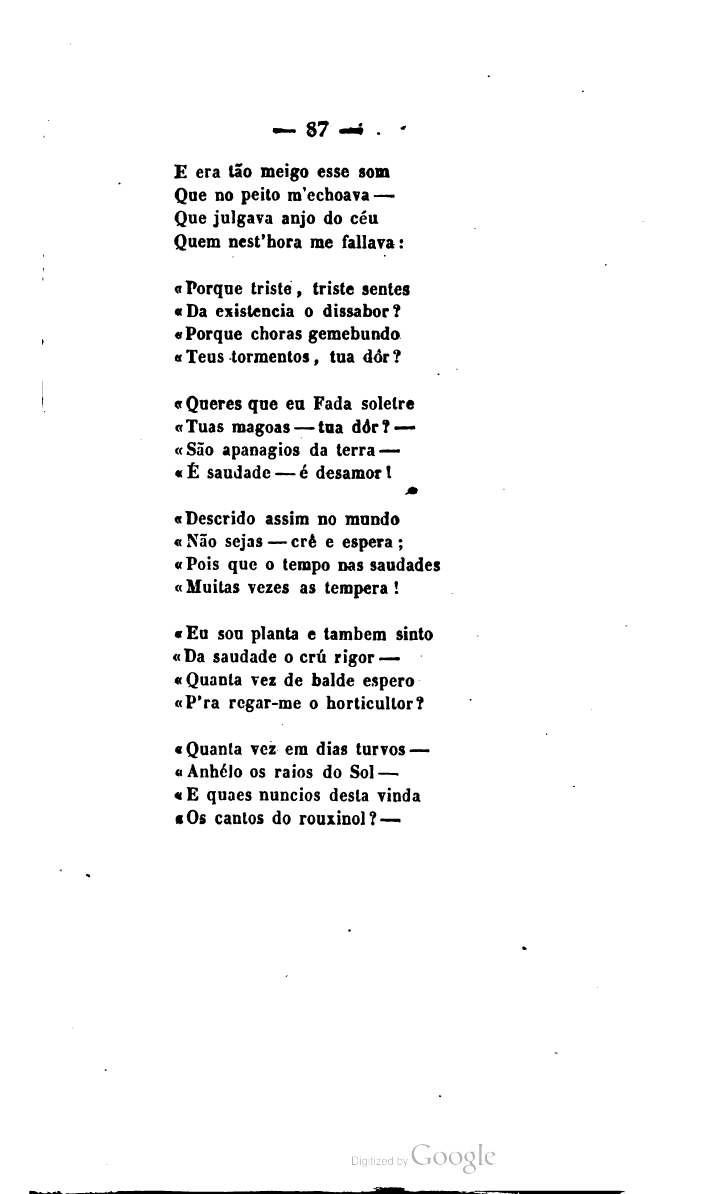 — 87 —
E era tão meigo esse som
Que no peito m'echoava —
Que julgava anjo do céu
Quem nest'hora me fallava :
«Porque triste, triste sentes
«Da existencia o dissabor?
«Porque choras gemebundo
«Teus tormentos, tua dôr?
«Queres que eu Fada soletre
«Tuas magoas — tua dôr? —
«São apanagios da terra —
«É saudade — é desamor!
«Descrido assim no mundo
«Não sejas — crê e espera ;
«Pois que o tempo nas saudades
«Muitas vezes as tempera !
«Eu sou planta e tambem sinto
«Da saudade o crú rigor —
«Quanta vez de balde espero
«P'ra regar-me o horticultor?
«Quanta vez em dias turvos —
«Anhélo os raios do Sol —
«E quaes nuncios desta vinda
«Os cantos do rouxinol? —
Digitized by Google